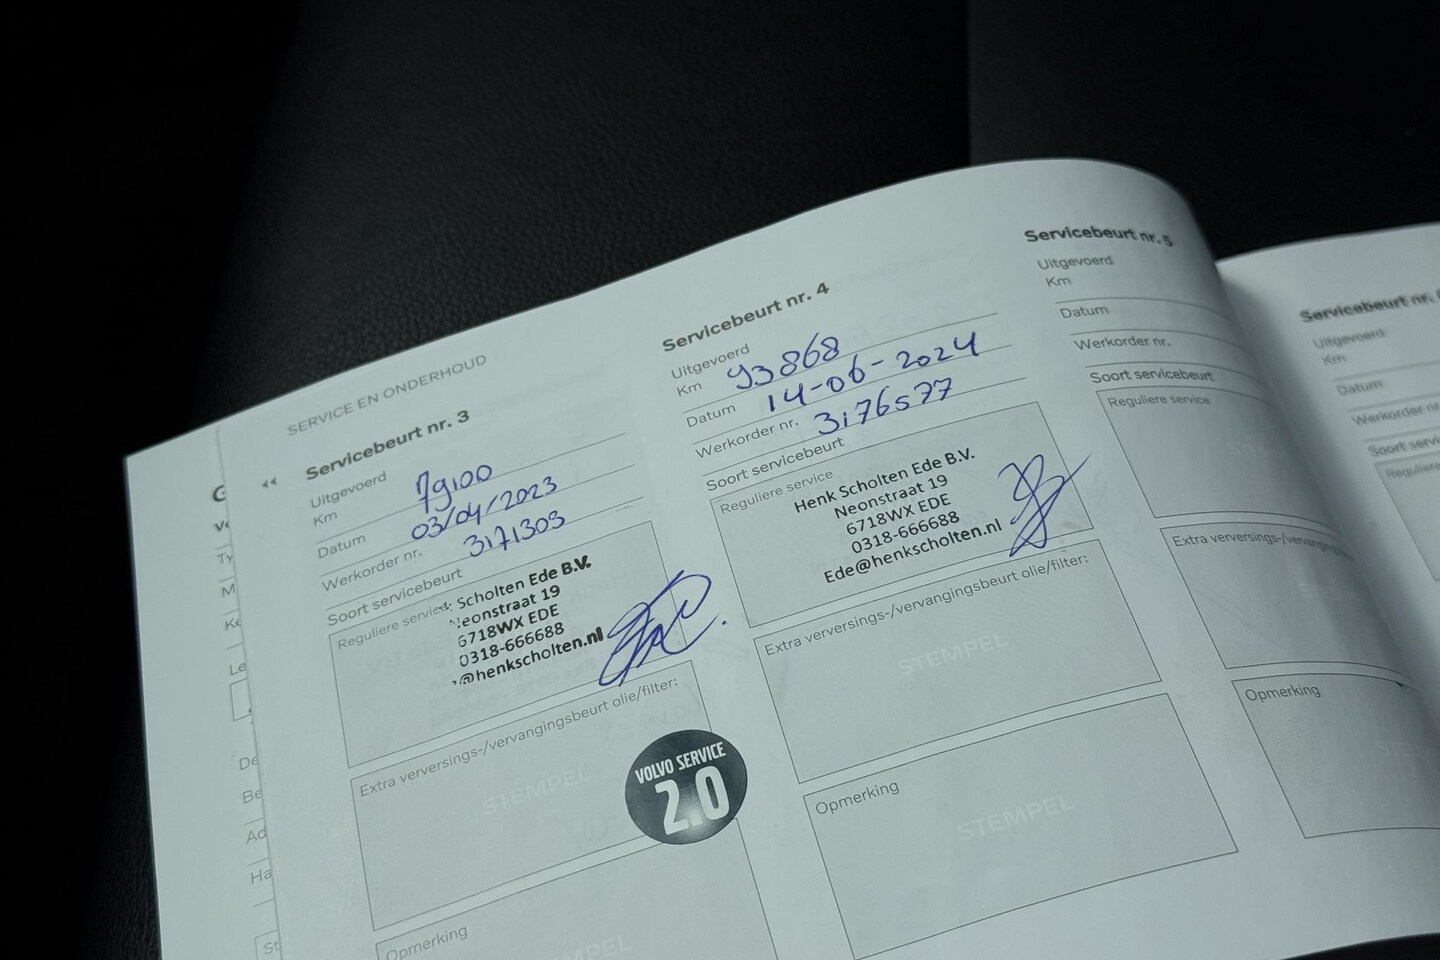 SERVICE EN ONDERHOUD
Servicebeurt nr. 3
Uitgevoerd
Km 79100
Datum 03/04/2023
Werkorder nr. 3171303
Soort servicebeurt
Reguliere service
Scholten Ede B.V.
Neonstraat 19
6718WX EDE
0318-666688
@henkscholten.nl
Extra verversings-/vervangingsbeurt olie/filter:
STEMPEL
VOLVO SERVICE
2.0
Opmerking
STEMPEL
Servicebeurt nr. 4
Uitgevoerd
Km 93868
Datum 14-06-2024
Werkorder nr. 3176577
Soort servicebeurt
Reguliere service
Henk Scholten Ede B.V.
Neonstraat 19
6718WX EDE
0318-666688
Ede@henkscholten.nl
Extra verversings-/vervangingsbeurt olie/filter:
STEMPEL
Opmerking
STEMPEL
Servicebeurt nr. 5
Uitgevoerd
Km
Datum
Werkorder nr.
Soort servicebeurt
Reguliere service
Extra verversings-/vervangings
Opmerking
Servicebeurt nr.
Uitgevoerd
Km
Datum
Werkorder nr
Soort servic
Reguliere